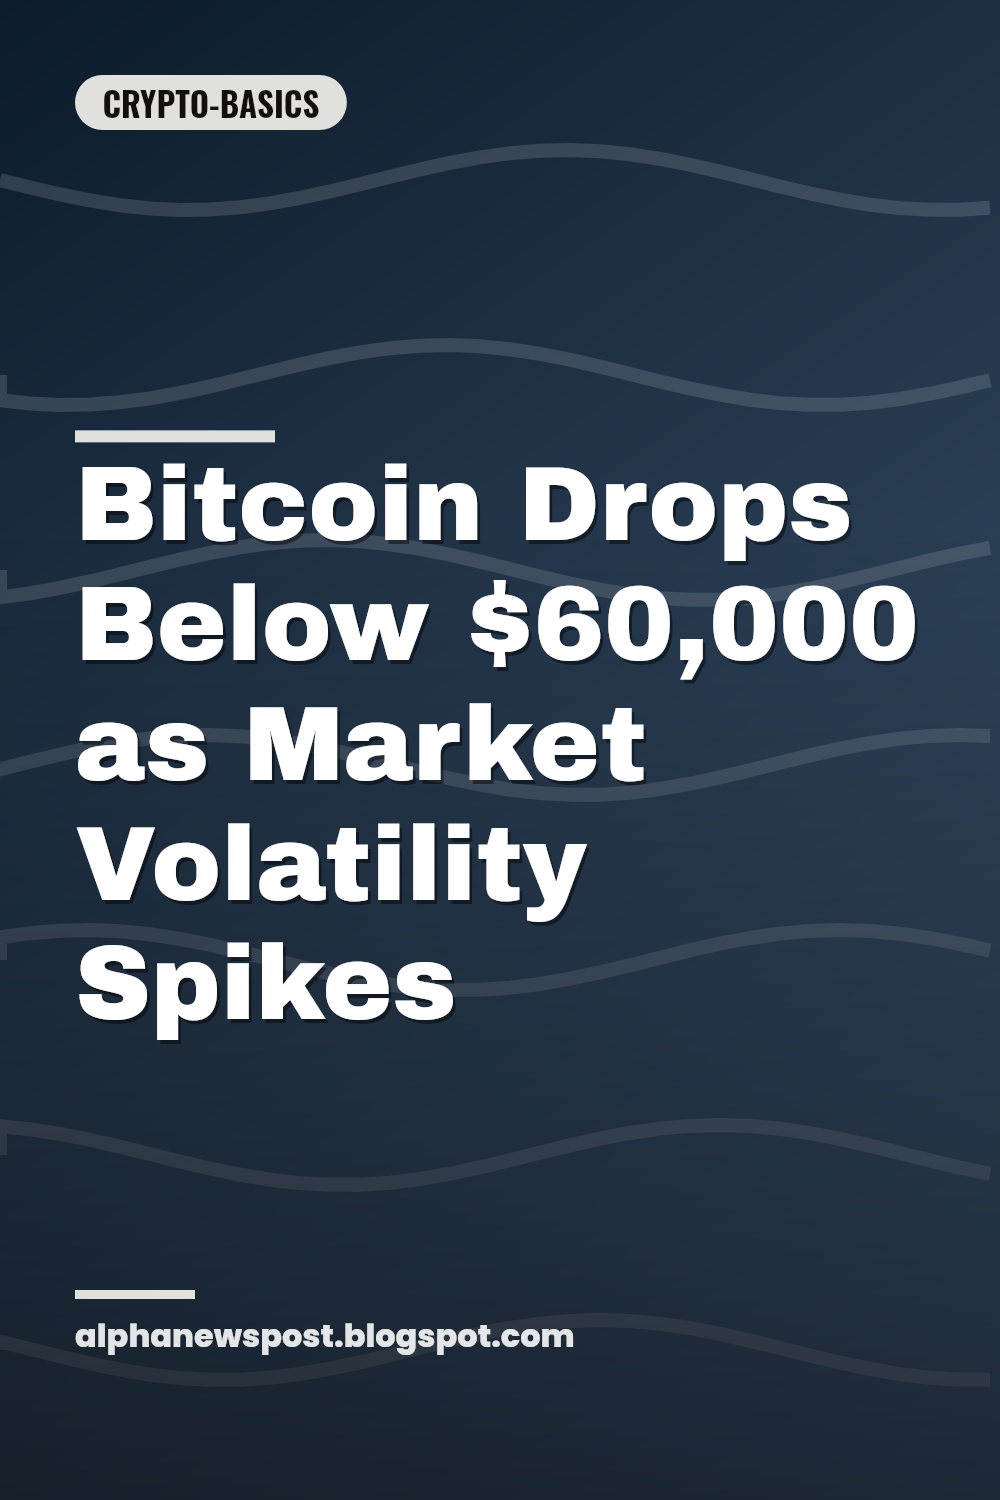 CRYPTO-BASICS
Bitcoin Drops
Below $60,000
as Market
Volatility
Spikes
alphanewspost.blogspot.com